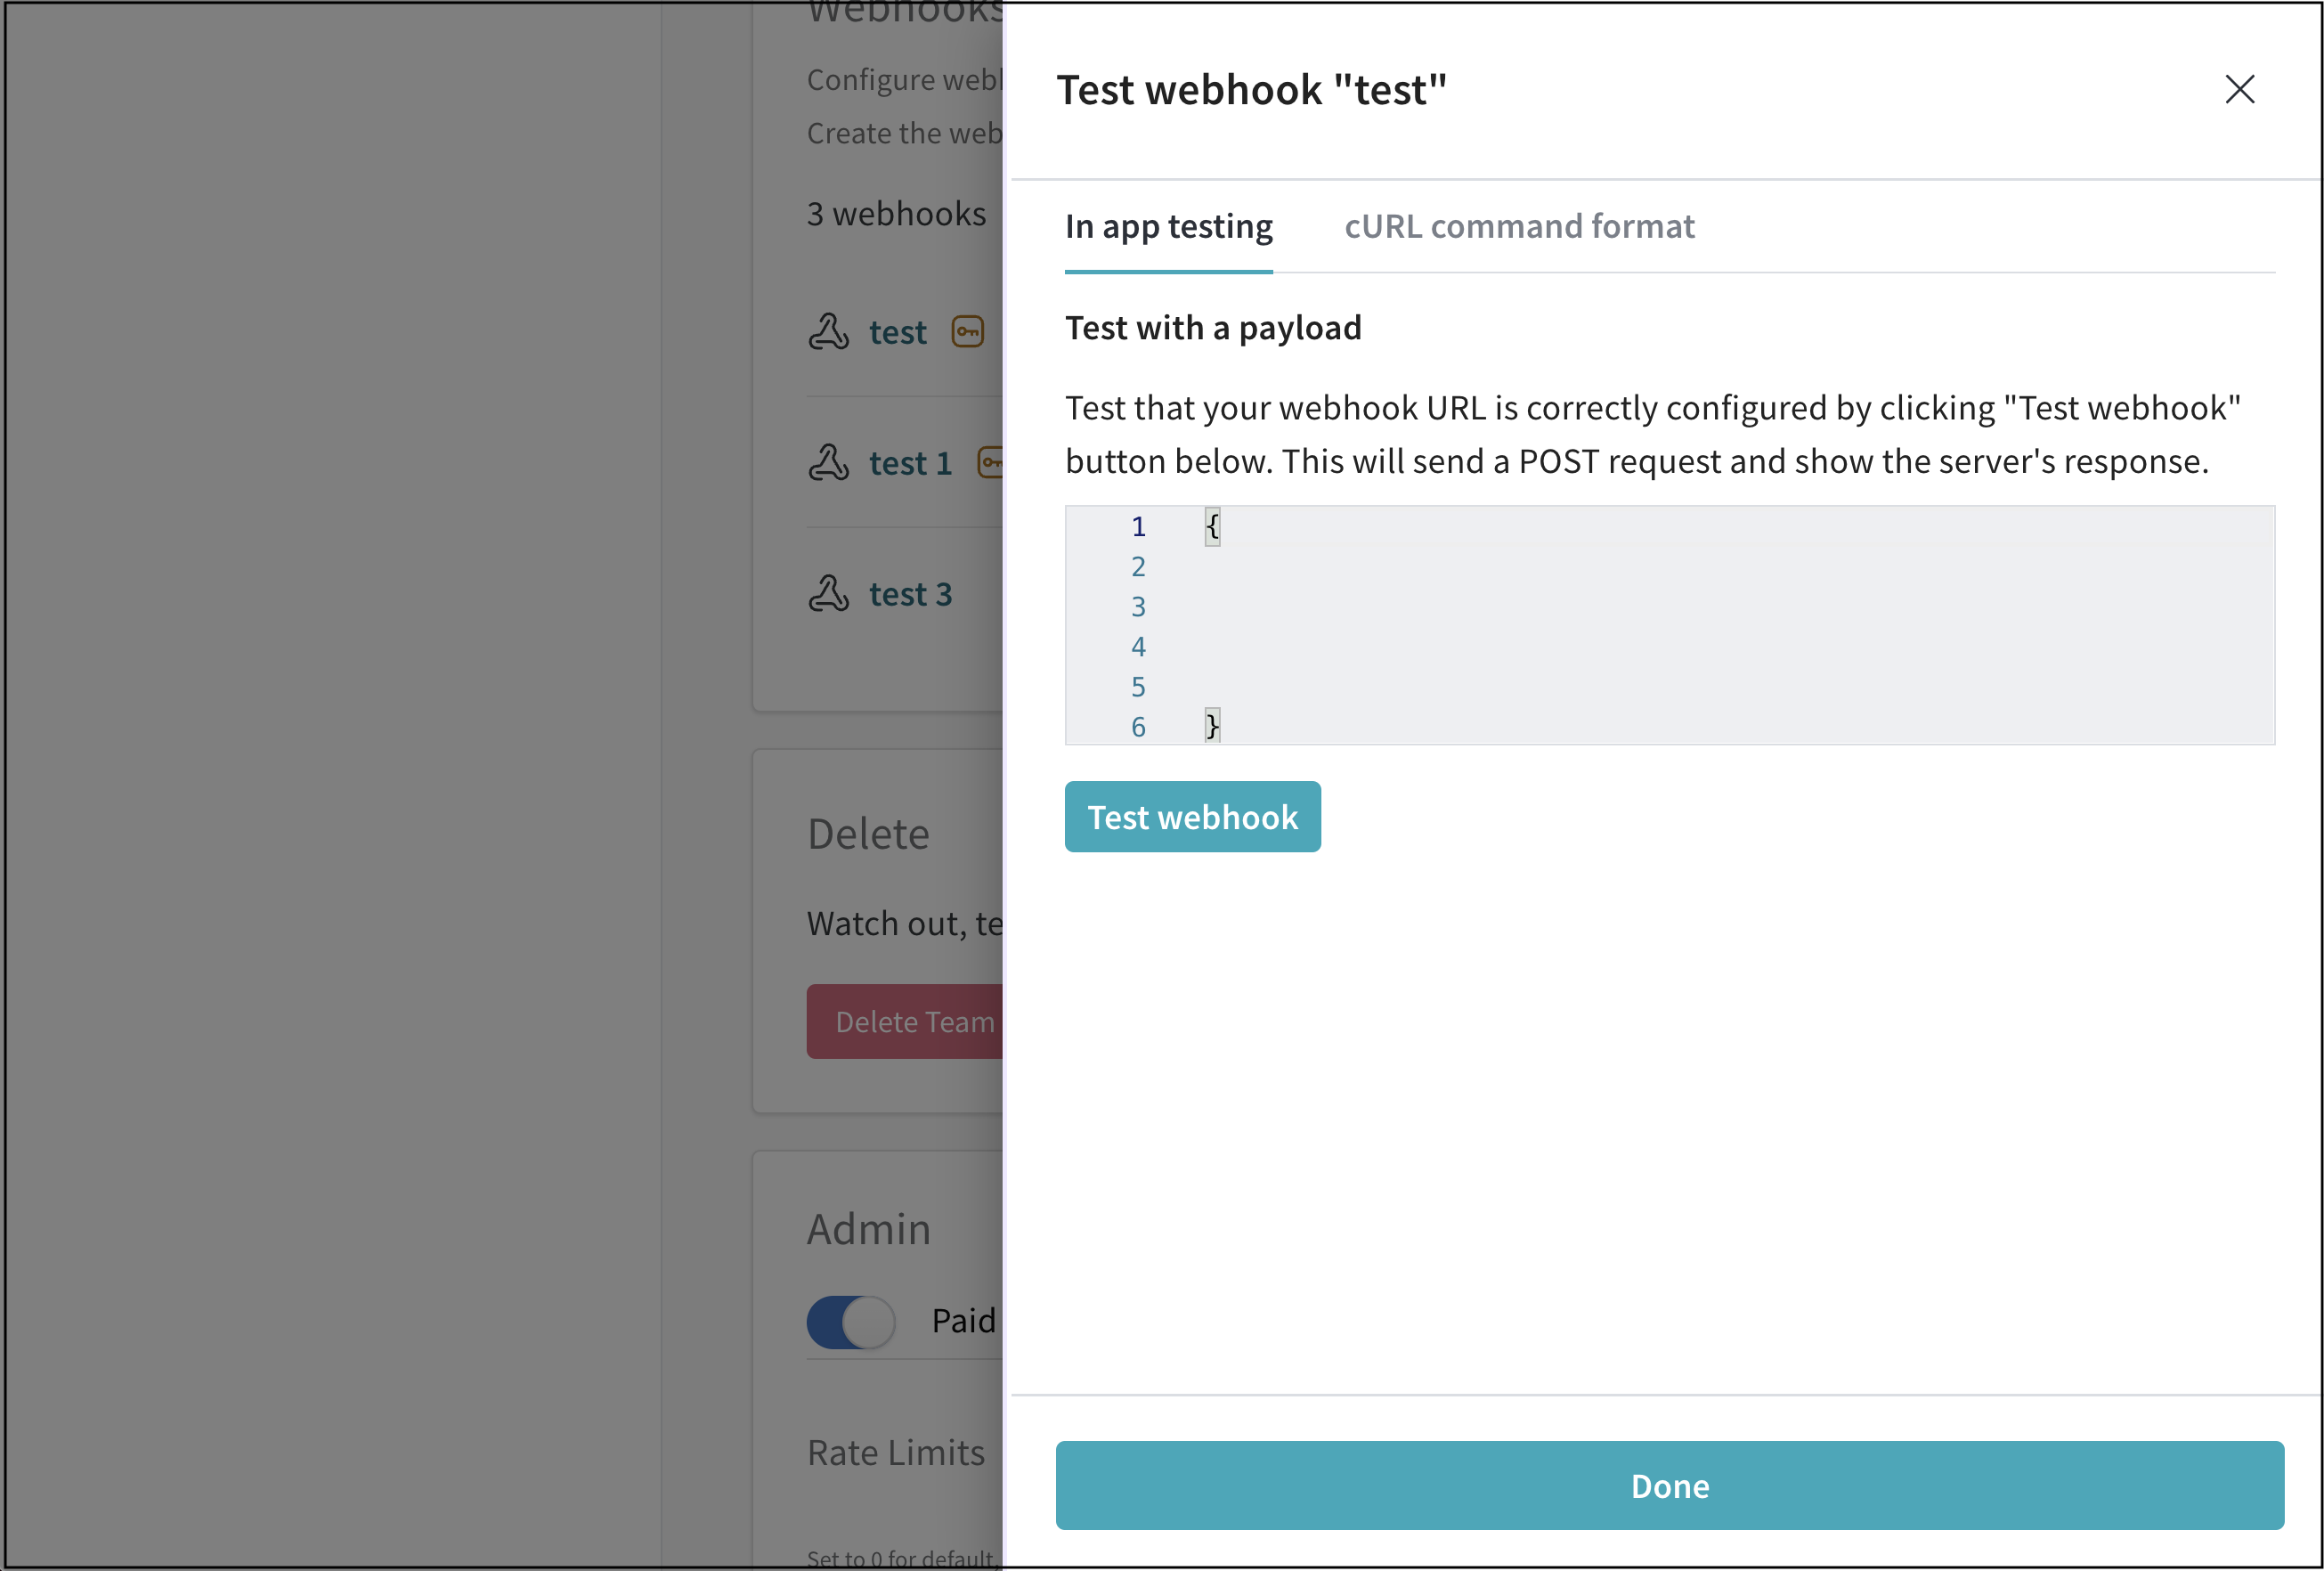 Webhooks
Configure web
Create the web
3 webhooks
test
test 1
test 3
Delete
Watch out, te
Delete Team
Admin
Paid
Rate Limits
Set to 0 for default,
Test webhook "test"
In app testing
cURL command format
Test with a payload
Test that your webhook URL is correctly configured by clicking "Test webhook"
button below. This will send a POST request and show the server's response.
1 {
2
3
4
5
6 }
Test webhook
Done